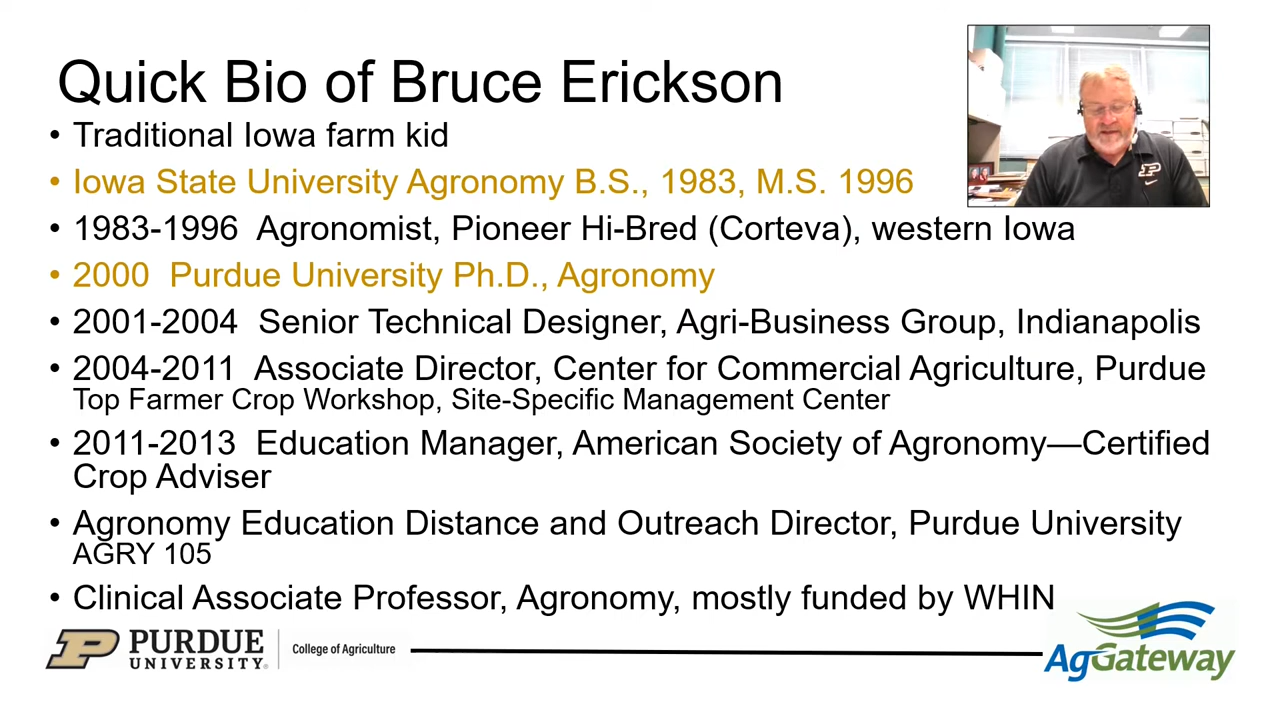 Quick Bio of Bruce Erickson
• Traditional Iowa farm kid
• Iowa State University Agronomy B.S., 1983, M.S. 1996
• 1983-1996  Agronomist, Pioneer Hi-Bred (Corteva), western Iowa
• 2000  Purdue University Ph.D., Agronomy
• 2001-2004  Senior Technical Designer, Agri-Business Group, Indianapolis
• 2004-2011  Associate Director, Center for Commercial Agriculture, Purdue
Top Farmer Crop Workshop, Site-Specific Management Center
• 2011-2013  Education Manager, American Society of Agronomy—Certified
Crop Adviser
• Agronomy Education Distance and Outreach Director, Purdue University
AGRY 105
• Clinical Associate Professor, Agronomy, mostly funded by WHIN
P PURDUE
UNIVERSITY®
College of Agriculture
AgGateway
P